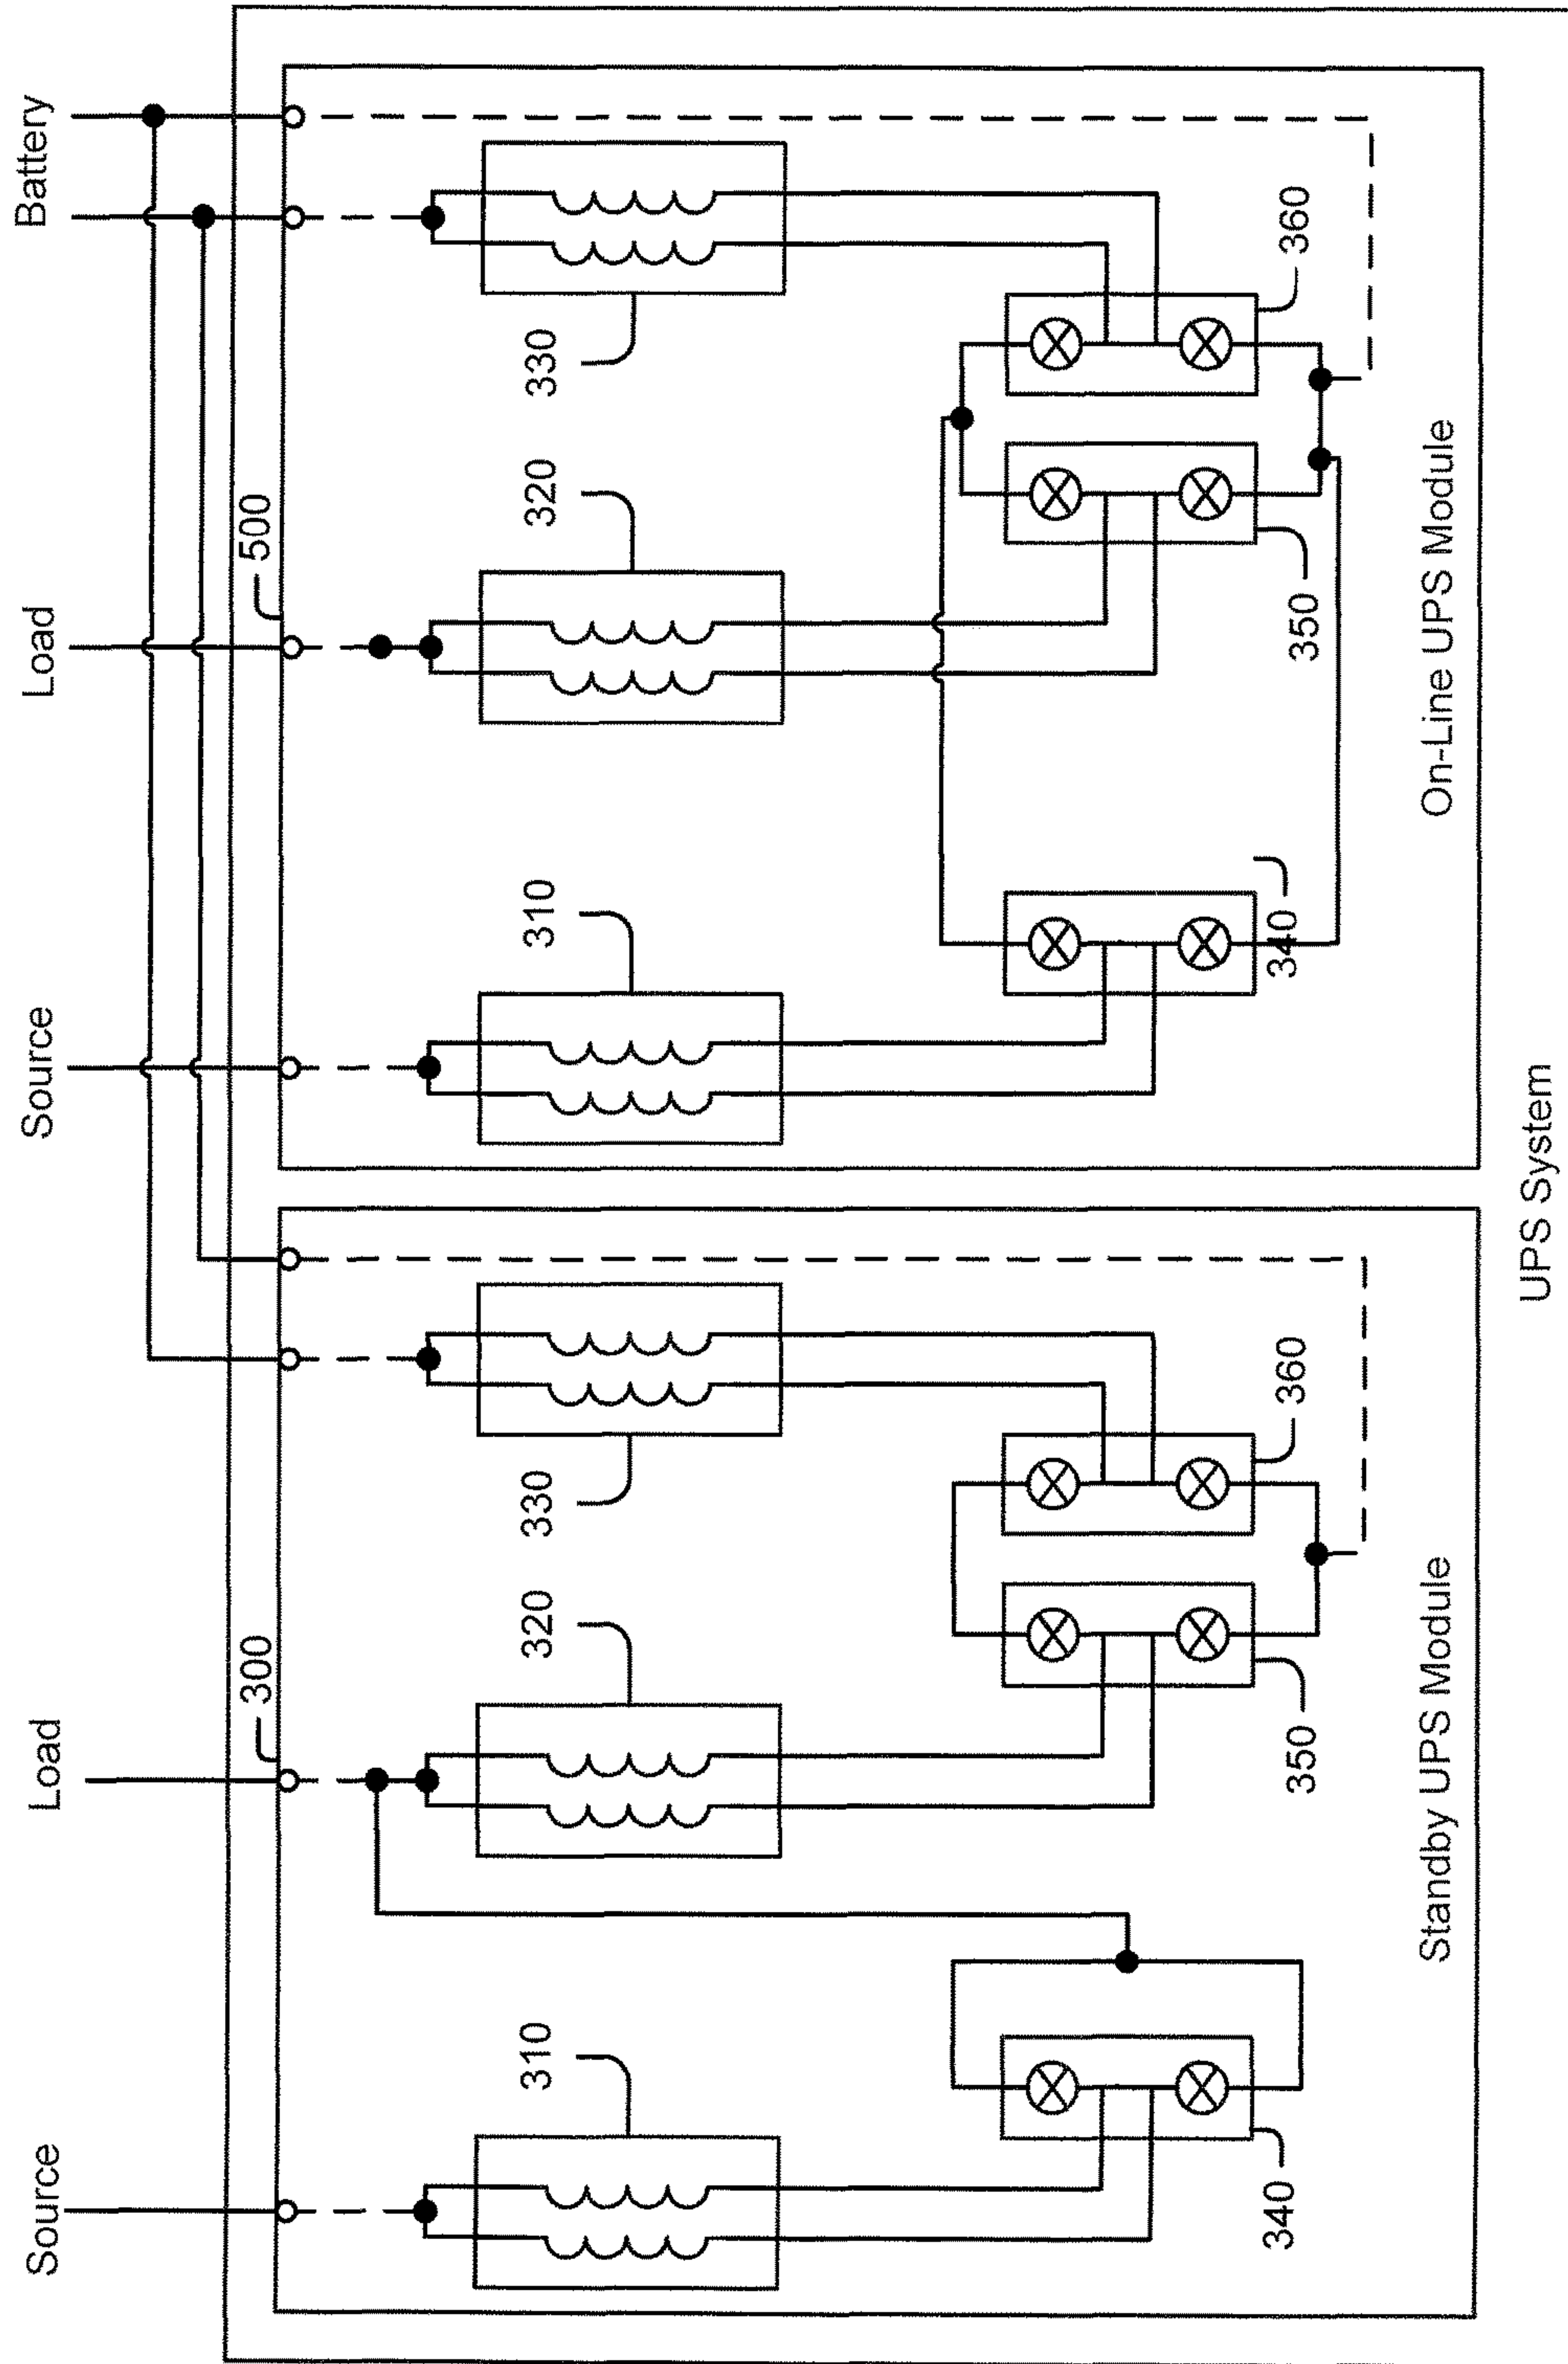 Source
Load
Source
Load
Battery
300
500
310
320
330
310
320
330
340
350
360
340
350
360
Standby UPS Module
On-Line UPS Module
UPS System